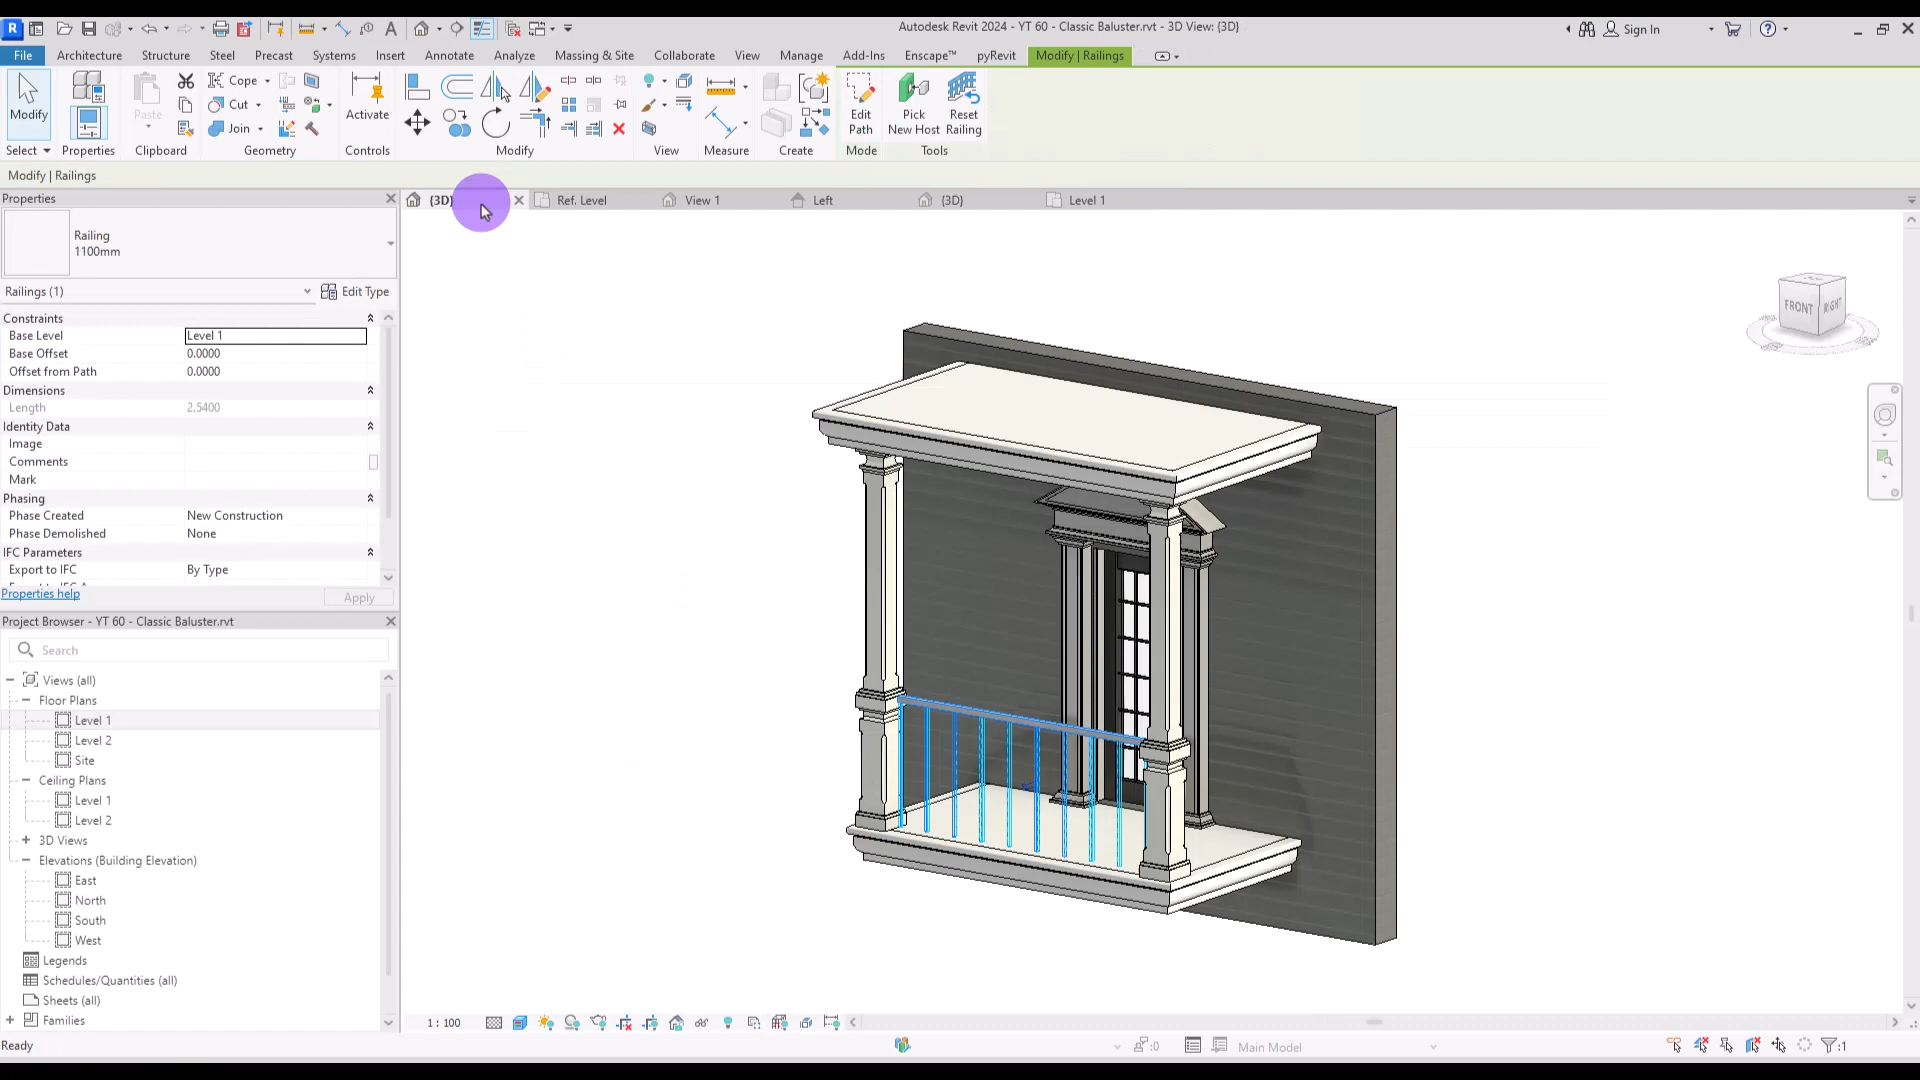 Autodesk Revit 2024 - YT 60 - Classic Baluster.rvt - 3D View: {3D}
Sign In
File Architecture Structure Steel Precast Systems Insert Annotate Analyze Massing & Site Collaborate View Manage Add-Ins Enscape™ pyRevit Modify | Railings
Modify
Properties
Paste
Cope
Cut
Join
Activate
Edit Path
Pick New Host
Reset Railing
Select Properties Clipboard Geometry Controls Modify View Measure Create Mode Tools
Modify | Railings
Properties
{3D} Ref. Level View 1 Left {3D} Level 1
Railing
1100mm
Railings (1) Edit Type
Constraints
Base Level Level 1
Base Offset 0.0000
Offset from Path 0.0000
Dimensions
Length 2.5400
Identity Data
Image
Comments
Mark
Phasing
Phase Created New Construction
Phase Demolished None
IFC Parameters
Export to IFC By Type
Properties help Apply
FRONT RIGHT
Project Browser - YT 60 - Classic Baluster.rvt
Search
Views (all)
Floor Plans
Level 1
Level 2
Site
Ceiling Plans
Level 1
Level 2
3D Views
Elevations (Building Elevation)
East
North
South
West
Legends
Schedules/Quantities (all)
Sheets (all)
Families
1 : 100
Ready
:0
Main Model
:1